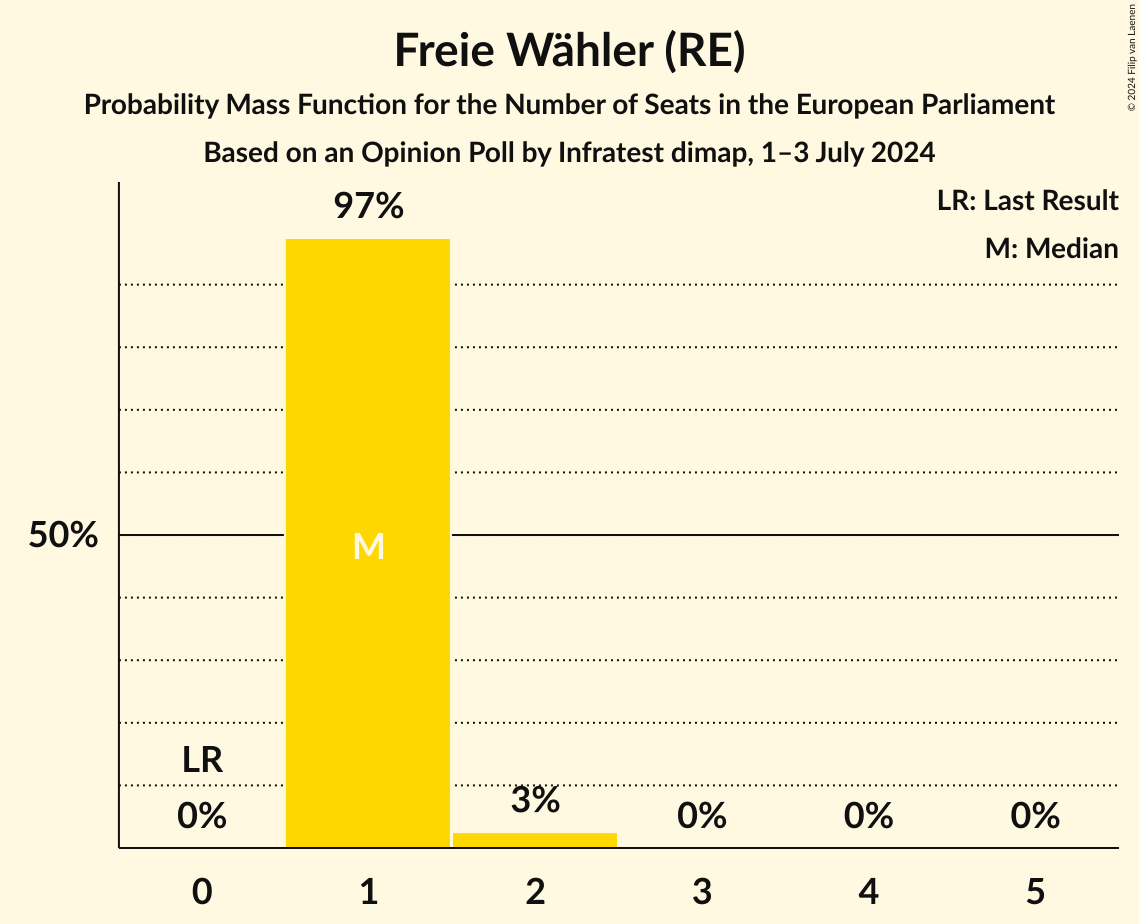 Freie Wähler (RE)
Probability Mass Function for the Number of Seats in the European Parliament
Based on an Opinion Poll by Infratest dimap, 1–3 July 2024
© 2024 Filip van Laenen
LR: Last Result
M: Median
97%
50%
M
LR
0%
3%
0%
0%
0%
0 1 2 3 4 5